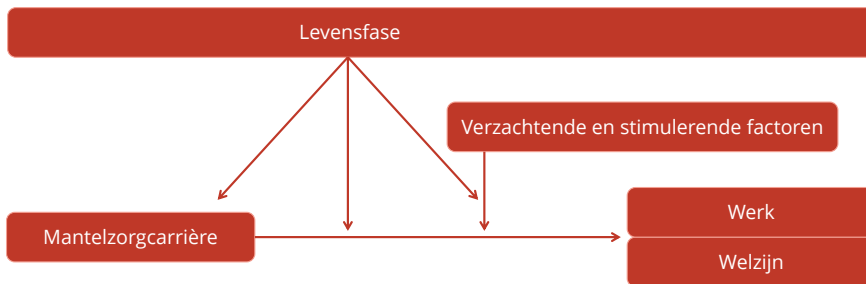 Levensfase
Verzachtende en stimulerende factoren
Mantelzorgcarrière
Werk
Welzijn